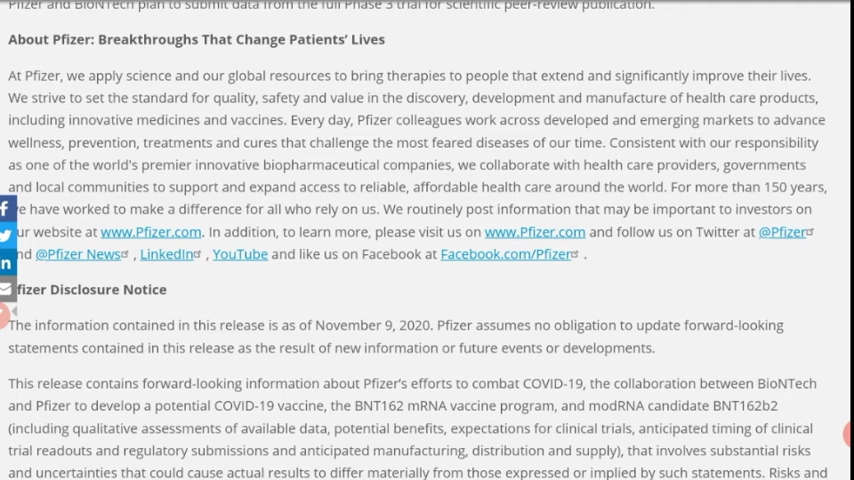 Pfizer and BioNTech plan to submit data from the full Phase 3 trial for scientific peer-review publication.
About Pfizer: Breakthroughs That Change Patients’ Lives
At Pfizer, we apply science and our global resources to bring therapies to people that extend and significantly improve their lives.
We strive to set the standard for quality, safety and value in the discovery, development and manufacture of health care products,
including innovative medicines and vaccines. Every day, Pfizer colleagues work across developed and emerging markets to advance
wellness, prevention, treatments and cures that challenge the most feared diseases of our time. Consistent with our responsibility
as one of the world's premier innovative biopharmaceutical companies, we collaborate with health care providers, governments
and local communities to support and expand access to reliable, affordable health care around the world. For more than 150 years,
we have worked to make a difference for all who rely on us. We routinely post information that may be important to investors on
ur website at www.Pfizer.com. In addition, to learn more, please visit us on www.Pfizer.com and follow us on Twitter at @Pfizer
nd @Pfizer News , LinkedIn , YouTube and like us on Facebook at Facebook.com/Pfizer .
fizer Disclosure Notice
The information contained in this release is as of November 9, 2020. Pfizer assumes no obligation to update forward-looking
statements contained in this release as the result of new information or future events or developments.
This release contains forward-looking information about Pfizer’s efforts to combat COVID-19, the collaboration between BioNTech
and Pfizer to develop a potential COVID-19 vaccine, the BNT162 mRNA vaccine program, and modRNA candidate BNT162b2
(including qualitative assessments of available data, potential benefits, expectations for clinical trials, anticipated timing of clinical
trial readouts and regulatory submissions and anticipated manufacturing, distribution and supply), that involves substantial risks
and uncertainties that could cause actual results to differ materially from those expressed or implied by such statements. Risks and